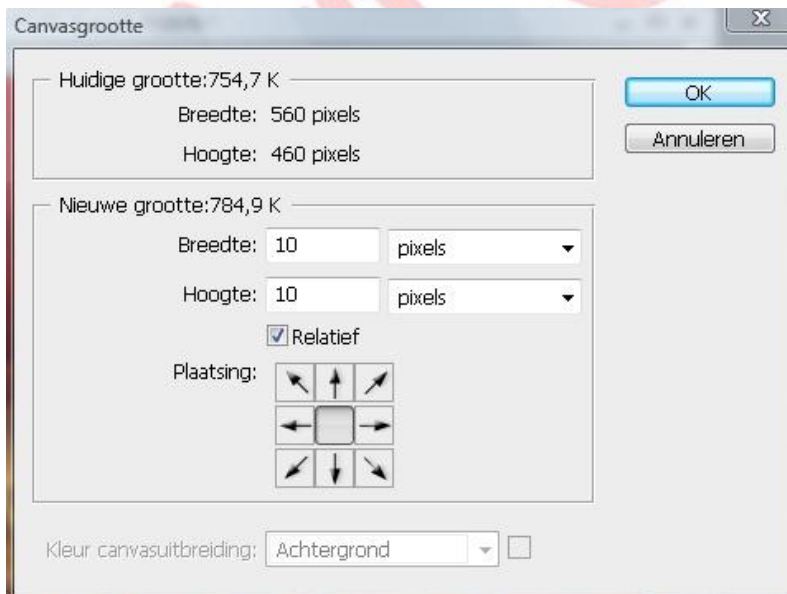 Canvasgrootte
Huidige grootte:754,7 K
Breedte: 560 pixels
Hoogte: 460 pixels
OK
Annuleren
Nieuwe grootte:784,9 K
Breedte: 10 pixels
Hoogte: 10 pixels
Relatief
Plaatsing:
Kleur canvasuitbreiding: Achtergrond